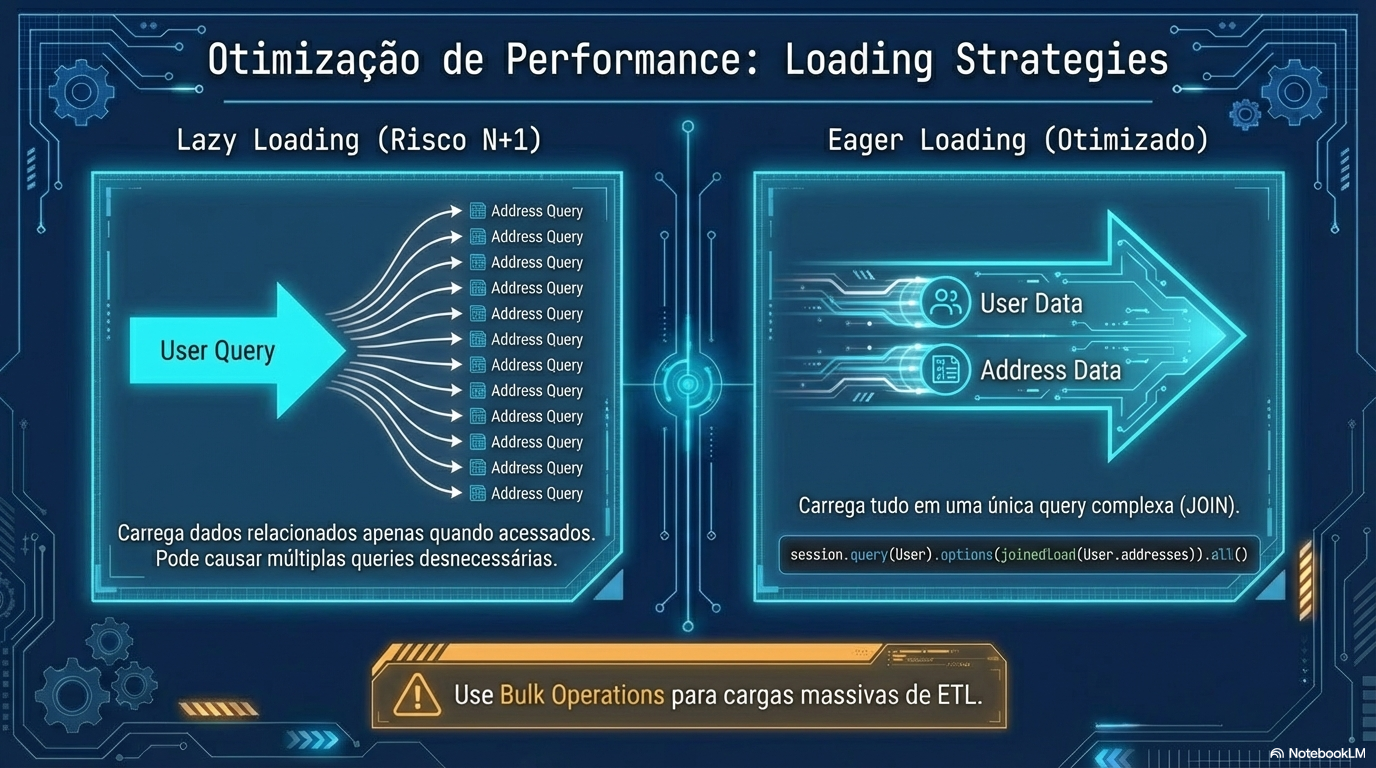 Otimização de Performance: Loading Strategies
Lazy Loading (Risco N+1)
User Query
Address Query
Address Query
Address Query
Address Query
Address Query
Address Query
Address Query
Address Query
Address Query
Address Query
Address Query
Address Query
Carrega dados relacionados apenas quando acessados.
Pode causar múltiplas queries desnecessárias.
Eager Loading (Otimizado)
User Data
Address Data
Carrega tudo em uma única query complexa (JOIN).
session.query(User).options(joinedload(User.addresses)).all()
Use Bulk Operations para cargas massivas de ETL.
NotebookLM